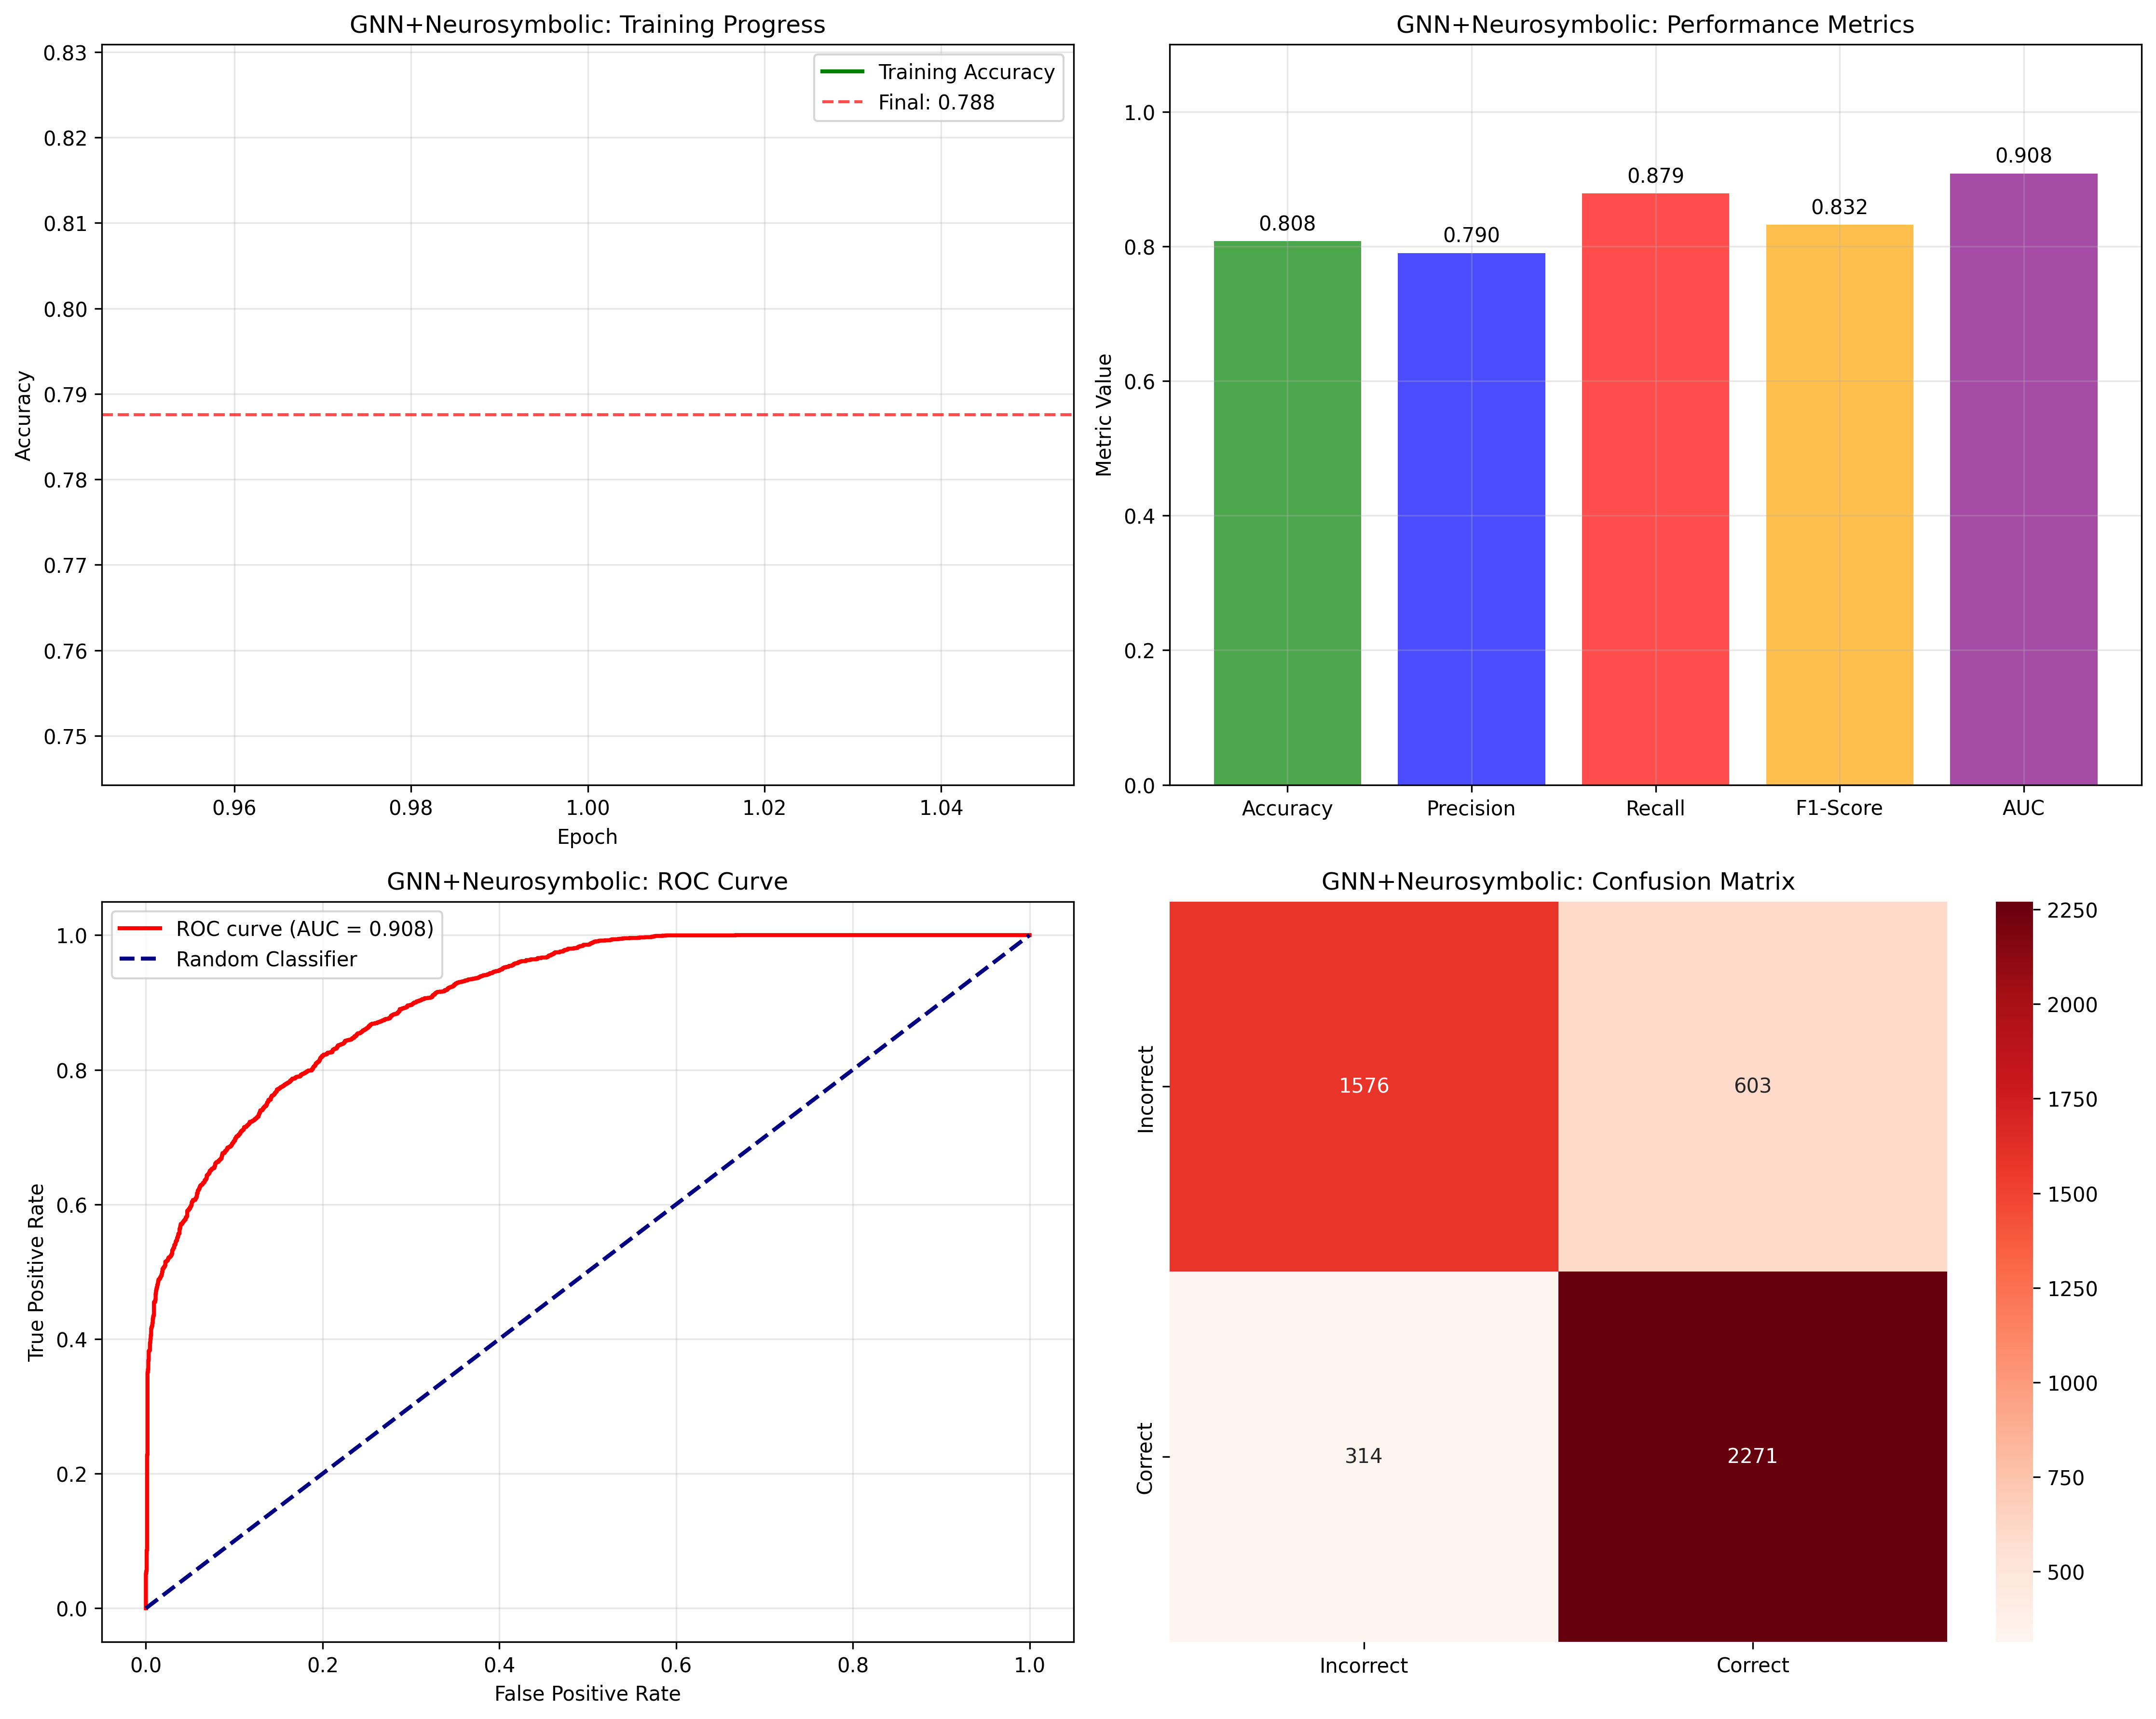 GNN+Neurosymbolic: Training Progress
Accuracy
0.83
0.82
0.81
0.80
0.79
0.78
0.77
0.76
0.75
Training Accuracy
Final: 0.788
0.96 0.98 1.00 1.02 1.04
Epoch
GNN+Neurosymbolic: Performance Metrics
Metric Value
1.0
0.8
0.6
0.4
0.2
0.0
0.808
0.790
0.879
0.832
0.908
Accuracy Precision Recall F1-Score AUC
GNN+Neurosymbolic: ROC Curve
True Positive Rate
1.0
0.8
0.6
0.4
0.2
0.0
ROC curve (AUC = 0.908)
Random Classifier
0.0 0.2 0.4 0.6 0.8 1.0
False Positive Rate
GNN+Neurosymbolic: Confusion Matrix
Incorrect
1576 603
Correct
314 2271
Incorrect Correct
2250
2000
1750
1500
1250
1000
750
500